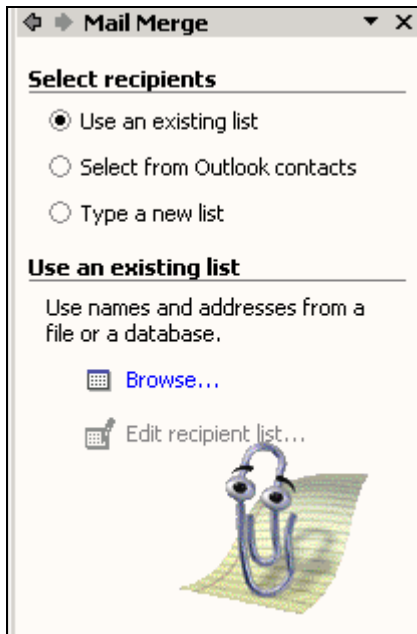 Mail Merge
Select recipients
Use an existing list
Select from Outlook contacts
Type a new list
Use an existing list
Use names and addresses from a
file or a database.
Browse...
Edit recipient list...